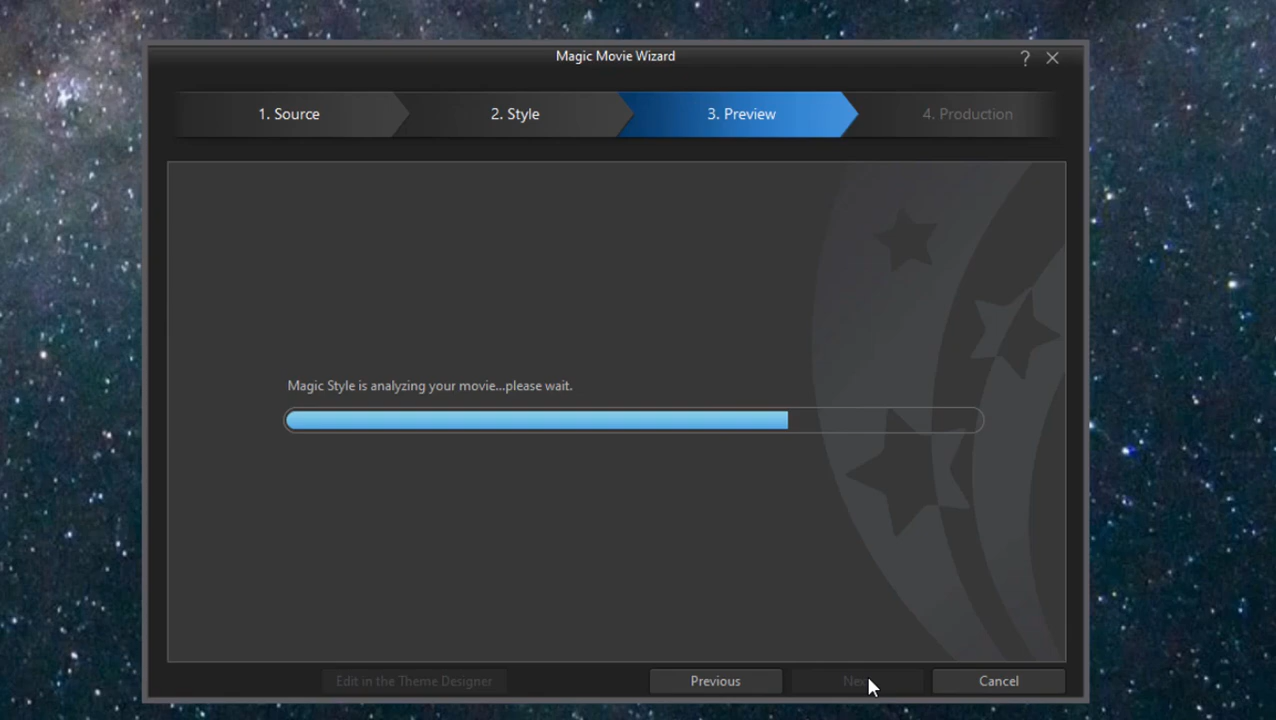 Magic Movie Wizard
?
1. Source
2. Style
3. Preview
4. Production
Magic Style is analyzing your movie...please wait.
Edit in the Theme Designer
Previous
Cancel